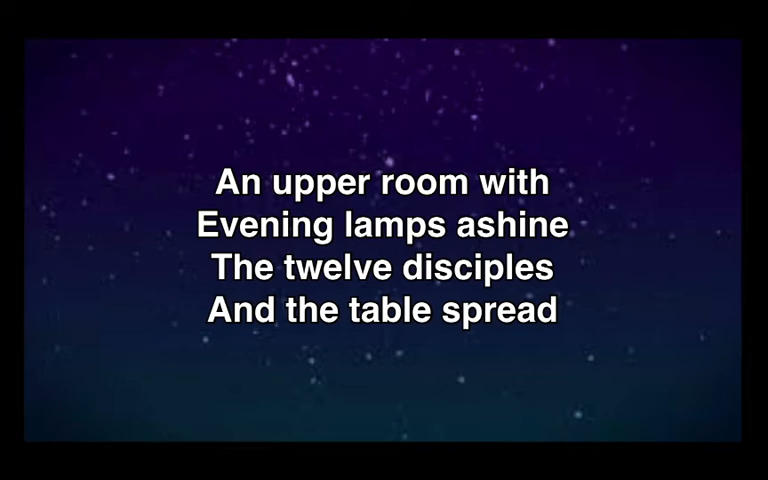 An upper room with
Evening lamps ashine
The twelve disciples
And the table spread